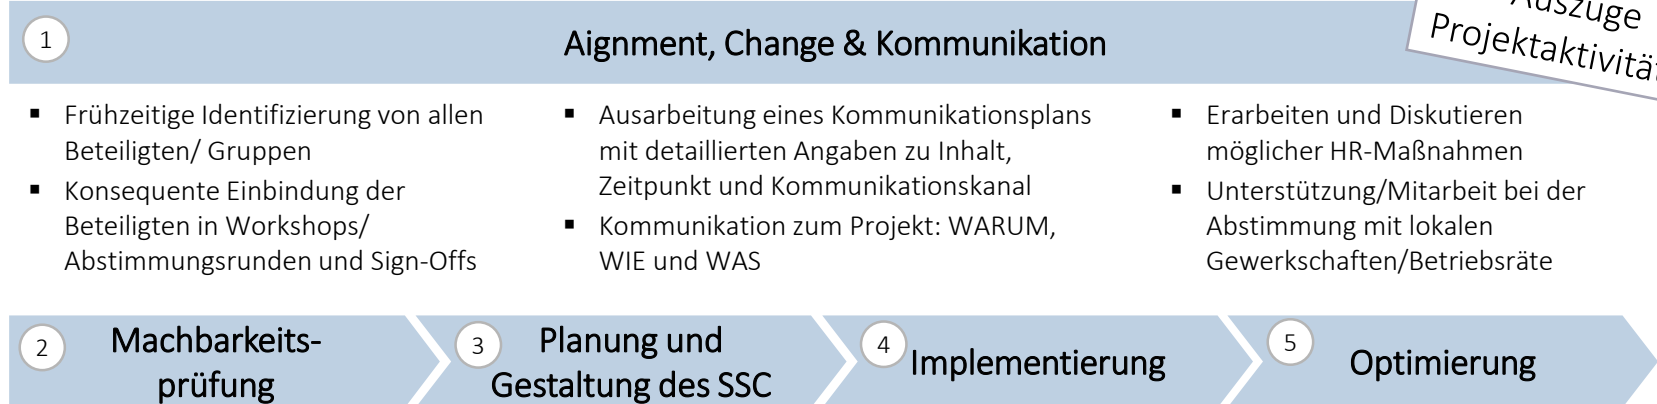 Auszüge
Projektaktivitä
1
Aignment, Change & Kommunikation
▪ Frühzeitige Identifizierung von allen
Beteiligten/ Gruppen
▪ Konsequente Einbindung der
Beteiligten in Workshops/
Abstimmungsrunden und Sign-Offs
▪ Ausarbeitung eines Kommunikationsplans
mit detaillierten Angaben zu Inhalt,
Zeitpunkt und Kommunikationskanal
▪ Kommunikation zum Projekt: WARUM,
WIE und WAS
▪ Erarbeiten und Diskutieren
möglicher HR-Maßnahmen
▪ Unterstützung/Mitarbeit bei der
Abstimmung mit lokalen
Gewerkschaften/Betriebsräte
2
Machbarkeits-
prüfung
3
Planung und
Gestaltung des SSC
4
Implementierung
5
Optimierung